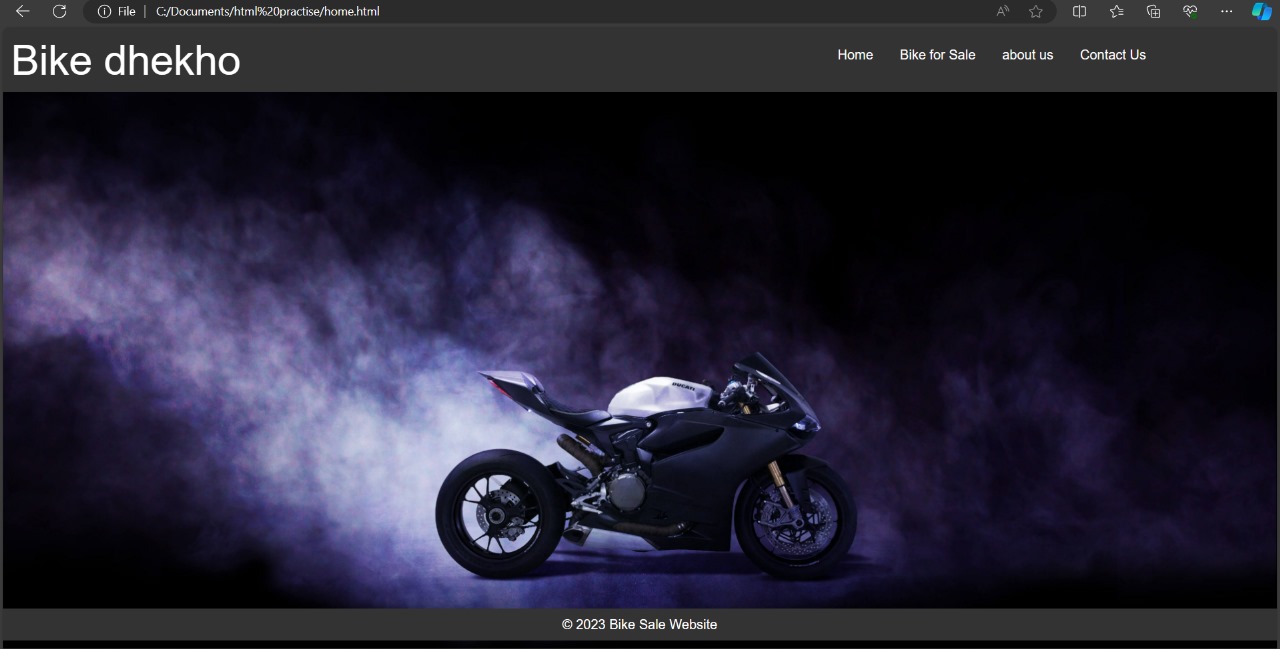 File | C:/Documents/html%20practise/home.html
Bike dhekho
Home Bike for Sale about us Contact Us
DUCATI
© 2023 Bike Sale Website